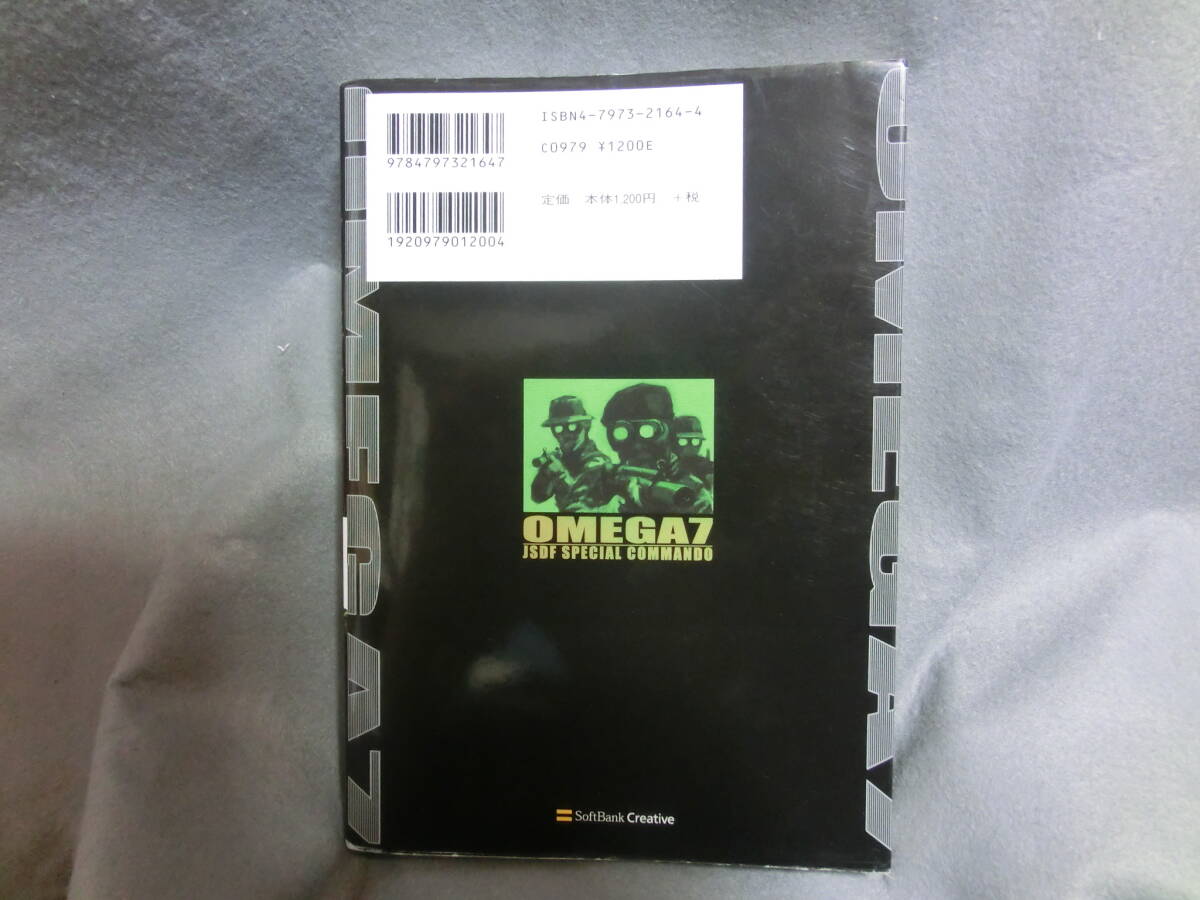 ISBN4-7973-2164-4
9784797321647
C0979 ¥1200E
1920979012004
定価 本体1,200円 +税
OMEGA7
JSDF SPECIAL COMMANDO
OMEGA7
OMEGA7
SoftBank Creative